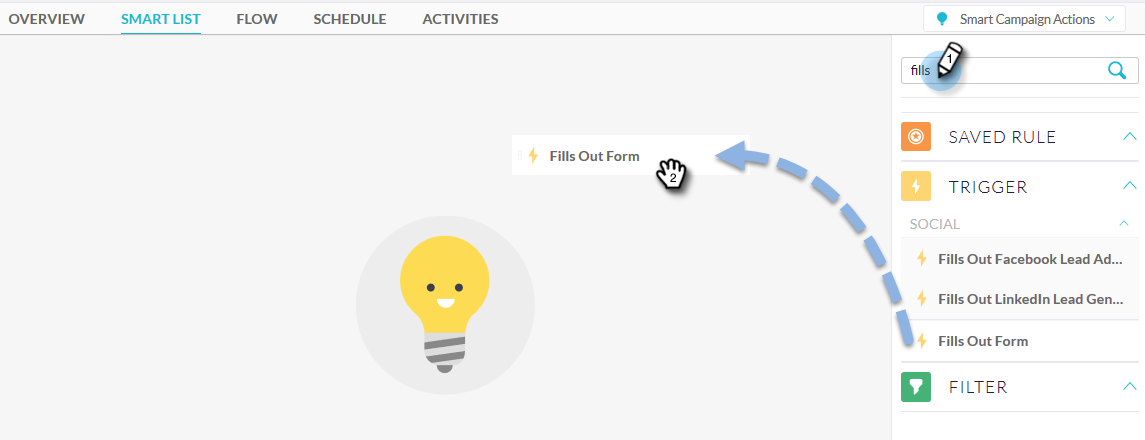 OVERVIEW SMART LIST FLOW SCHEDULE ACTIVITIES Smart Campaign Actions
fills 1
SAVED RULE
Fills Out Form
2
TRIGGER
SOCIAL
Fills Out Facebook Lead Ad...
Fills Out LinkedIn Lead Gen...
Fills Out Form
FILTER